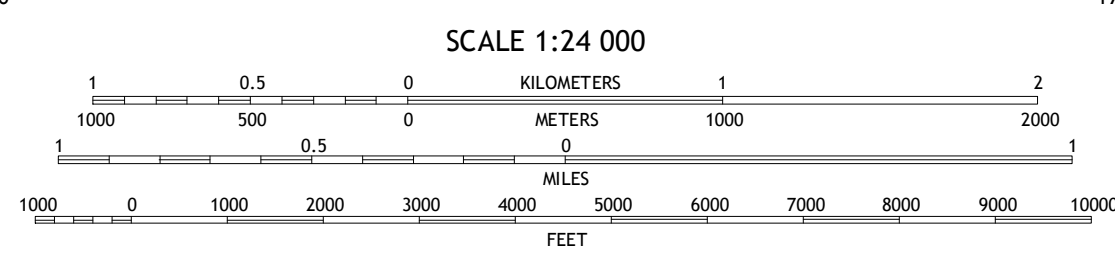 SCALE 1:24 000
1 0.5 0 KILOMETERS 1 2
1000 500 0 METERS 1000 2000
1 0.5 0 1
MILES
1000 0 1000 2000 3000 4000 5000 6000 7000 8000 9000 10000
FEET